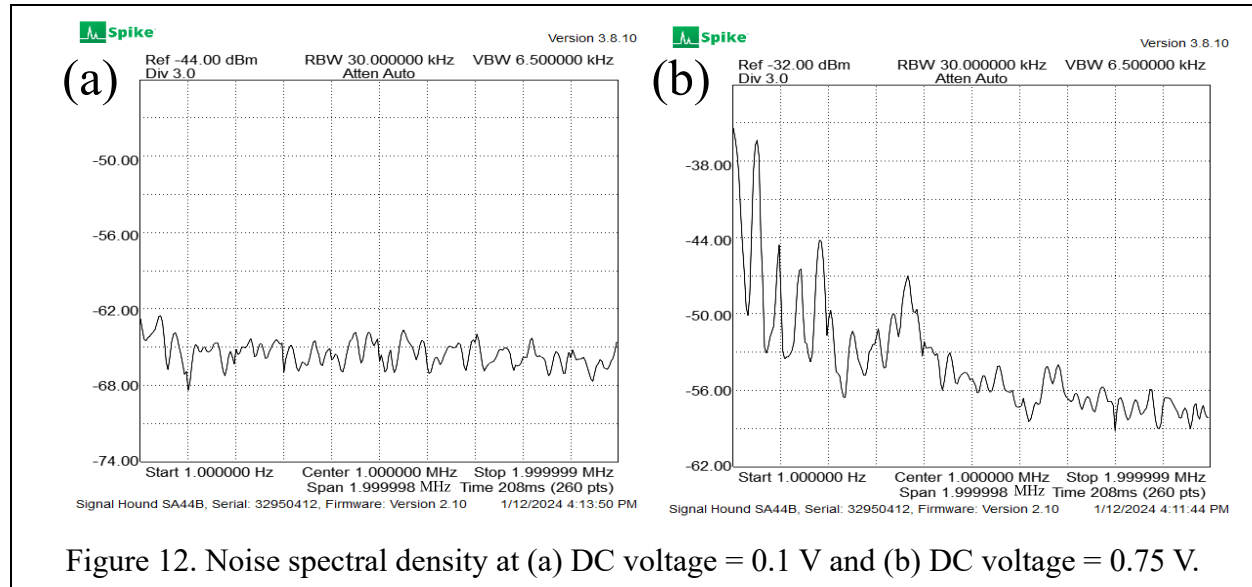 Spike
Version 3.8.10
(a)
Ref -44.00 dBm RBW 30.000000 kHz VBW 6.500000 kHz
Div 3.0 Atten Auto
-50.00
-56.00
-62.00
-68.00
-74.00
Start 1.000000 Hz Center 1.000000 MHz Stop 1.999999 MHz
Span 1.999998 MHz Time 208ms (260 pts)
Signal Hound SA44B, Serial: 32950412, Firmware: Version 2.10 1/12/2024 4:13:50 PM
Spike
Version 3.8.10
(b)
Ref -32.00 dBm RBW 30.000000 kHz VBW 6.500000 kHz
Div 3.0 Atten Auto
-38.00
-44.00
-50.00
-56.00
-62.00
Start 1.000000 Hz Center 1.000000 MHz Stop 1.999999 MHz
Span 1.999998 MHz Time 208ms (260 pts)
Signal Hound SA44B, Serial: 32950412, Firmware: Version 2.10 1/12/2024 4:11:44 PM
Figure 12. Noise spectral density at (a) DC voltage = 0.1 V and (b) DC voltage = 0.75 V.